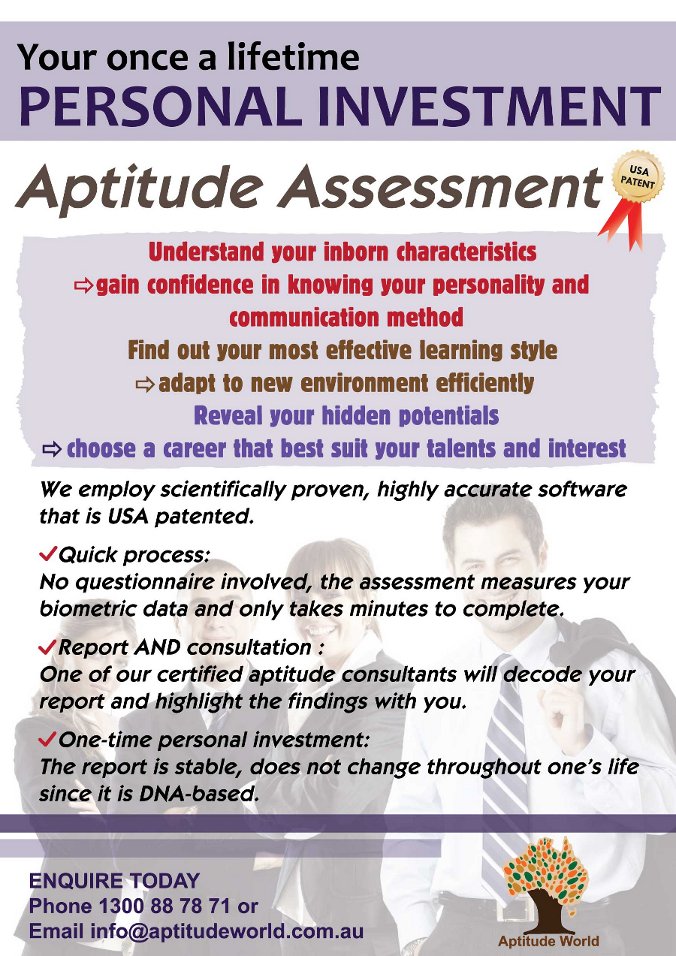 Your once a lifetime
PERSONAL INVESTMENT
Aptitude Assessment
USA
PATENT
Understand your inborn characteristics
⇨gain confidence in knowing your personality and
communication method
Find out your most effective learning style
⇨adapt to new environment efficiently
Reveal your hidden potentials
⇨choose a career that best suit your talents and interest
We employ scientifically proven, highly accurate software
that is USA patented.
✓Quick process:
No questionnaire involved, the assessment measures your
biometric data and only takes minutes to complete.
✓Report AND consultation :
One of our certified aptitude consultants will decode your
report and highlight the findings with you.
✓One-time personal investment:
The report is stable, does not change throughout one's life
since it is DNA-based.
ENQUIRE TODAY
Phone 1300 88 78 71 or
Email info@aptitudeworld.com.au
Aptitude World